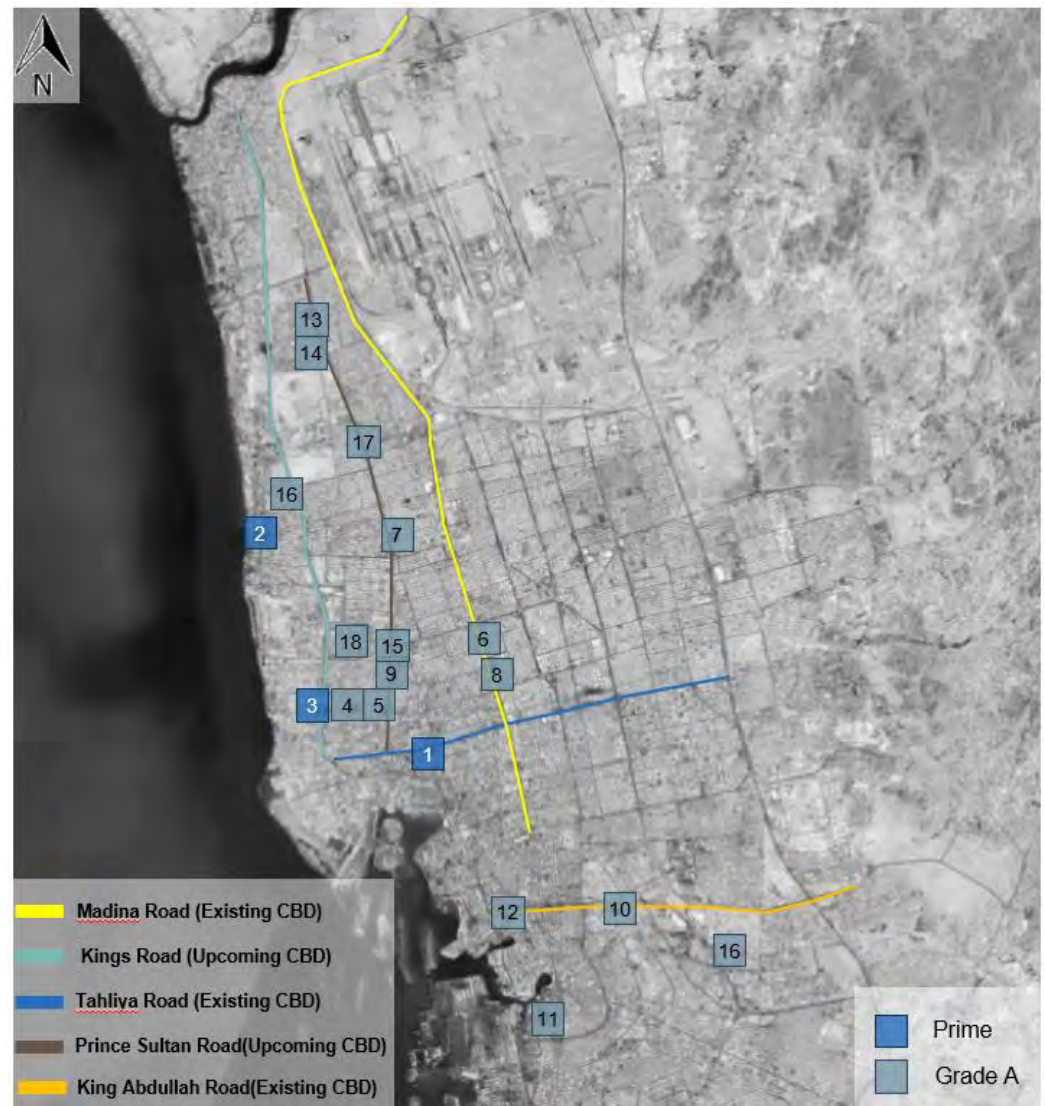 N
13
14
17
16
2
7
6
18
15
8
9
3
4
5
1
12
10
16
11
Madina Road (Existing CBD)
Kings Road (Upcoming CBD)
Tahliya Road (Existing CBD)
Prince Sultan Road(Upcoming CBD)
King Abdullah Road(Existing CBD)
Prime
Grade A